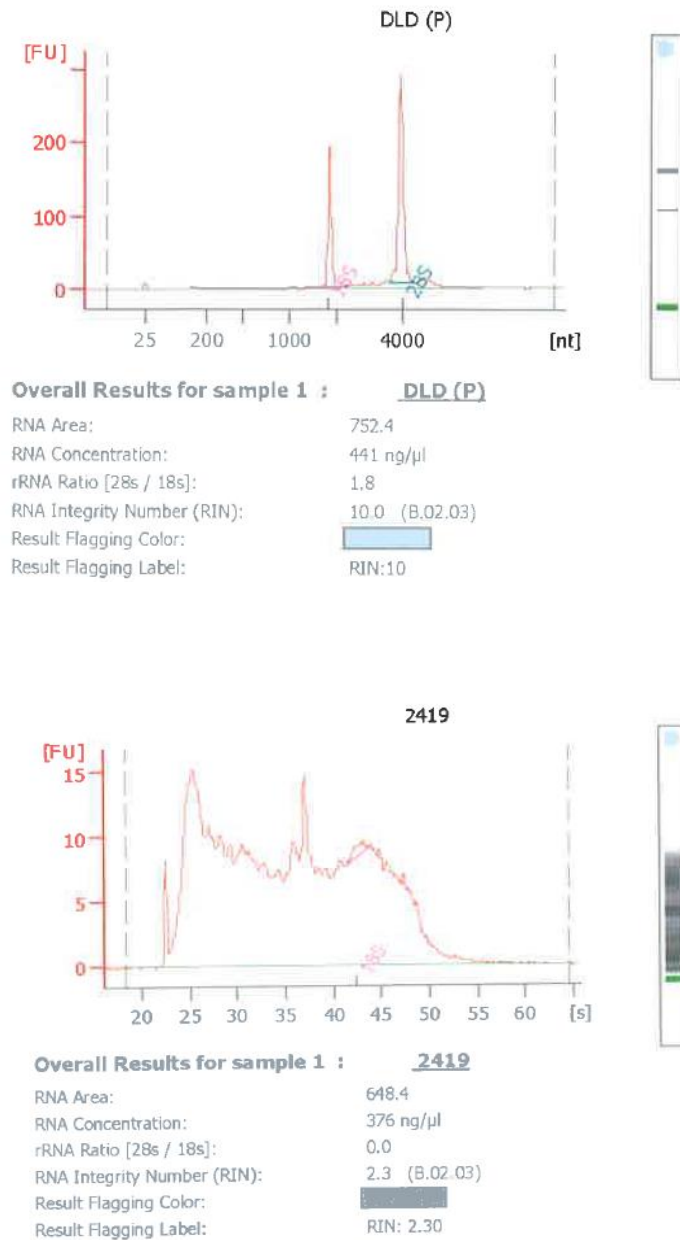 DLD (P)
[FU]
200
100
0
18S
28S
25 200 1000 4000 [nt]
Overall Results for sample 1 : DLD (P)
RNA Area: 752.4
RNA Concentration: 441 ng/µl
rRNA Ratio [28s / 18s]: 1.8
RNA Integrity Number (RIN): 10.0 (B.02.03)
Result Flagging Color:
Result Flagging Label: RIN:10
2419
[FU]
15
10
5
0
18S
20 25 30 35 40 45 50 55 60 [s]
Overall Results for sample 1 : 2419
RNA Area: 648.4
RNA Concentration: 376 ng/µl
rRNA Ratio [28s / 18s]: 0.0
RNA Integrity Number (RIN): 2.3 (B.02.03)
Result Flagging Color:
Result Flagging Label: RIN: 2.30